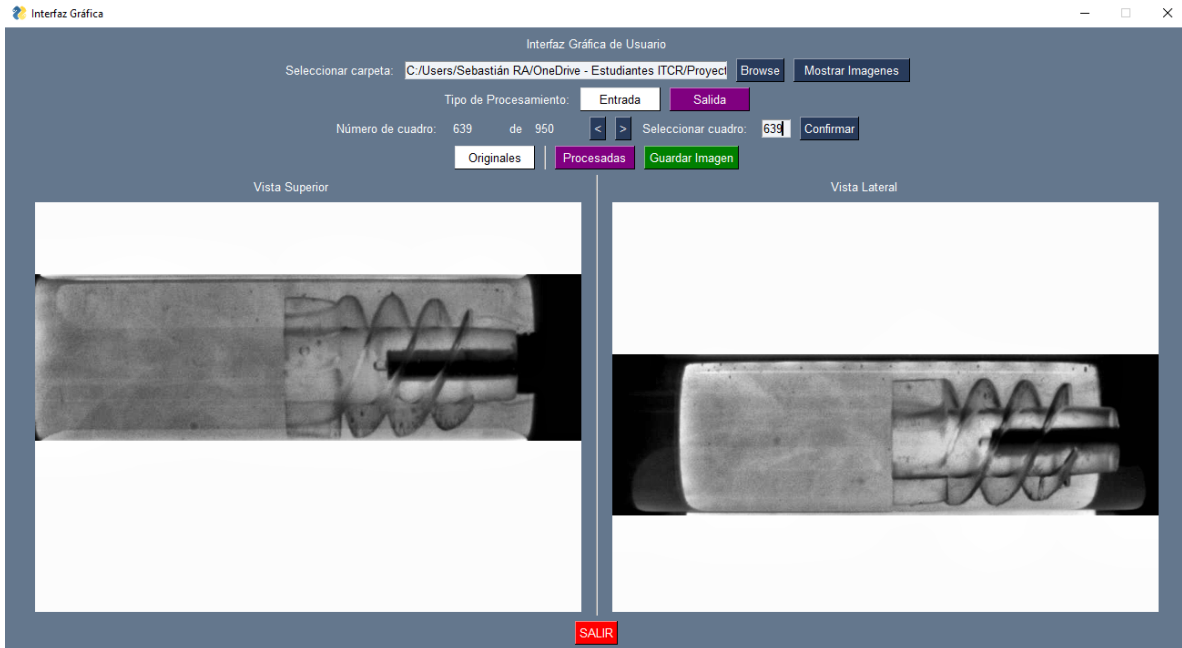 Interfaz Gráfica
Interfaz Gráfica de Usuario
Seleccionar carpeta: C:/Users/Sebastián RA/OneDrive - Estudiantes ITCR/Proyect Browse Mostrar Imagenes
Tipo de Procesamiento: Entrada Salida
Número de cuadro: 639 de 950 < > Seleccionar cuadro: 639 Confirmar
Originales Procesadas Guardar Imagen
Vista Superior Vista Lateral
SALIR